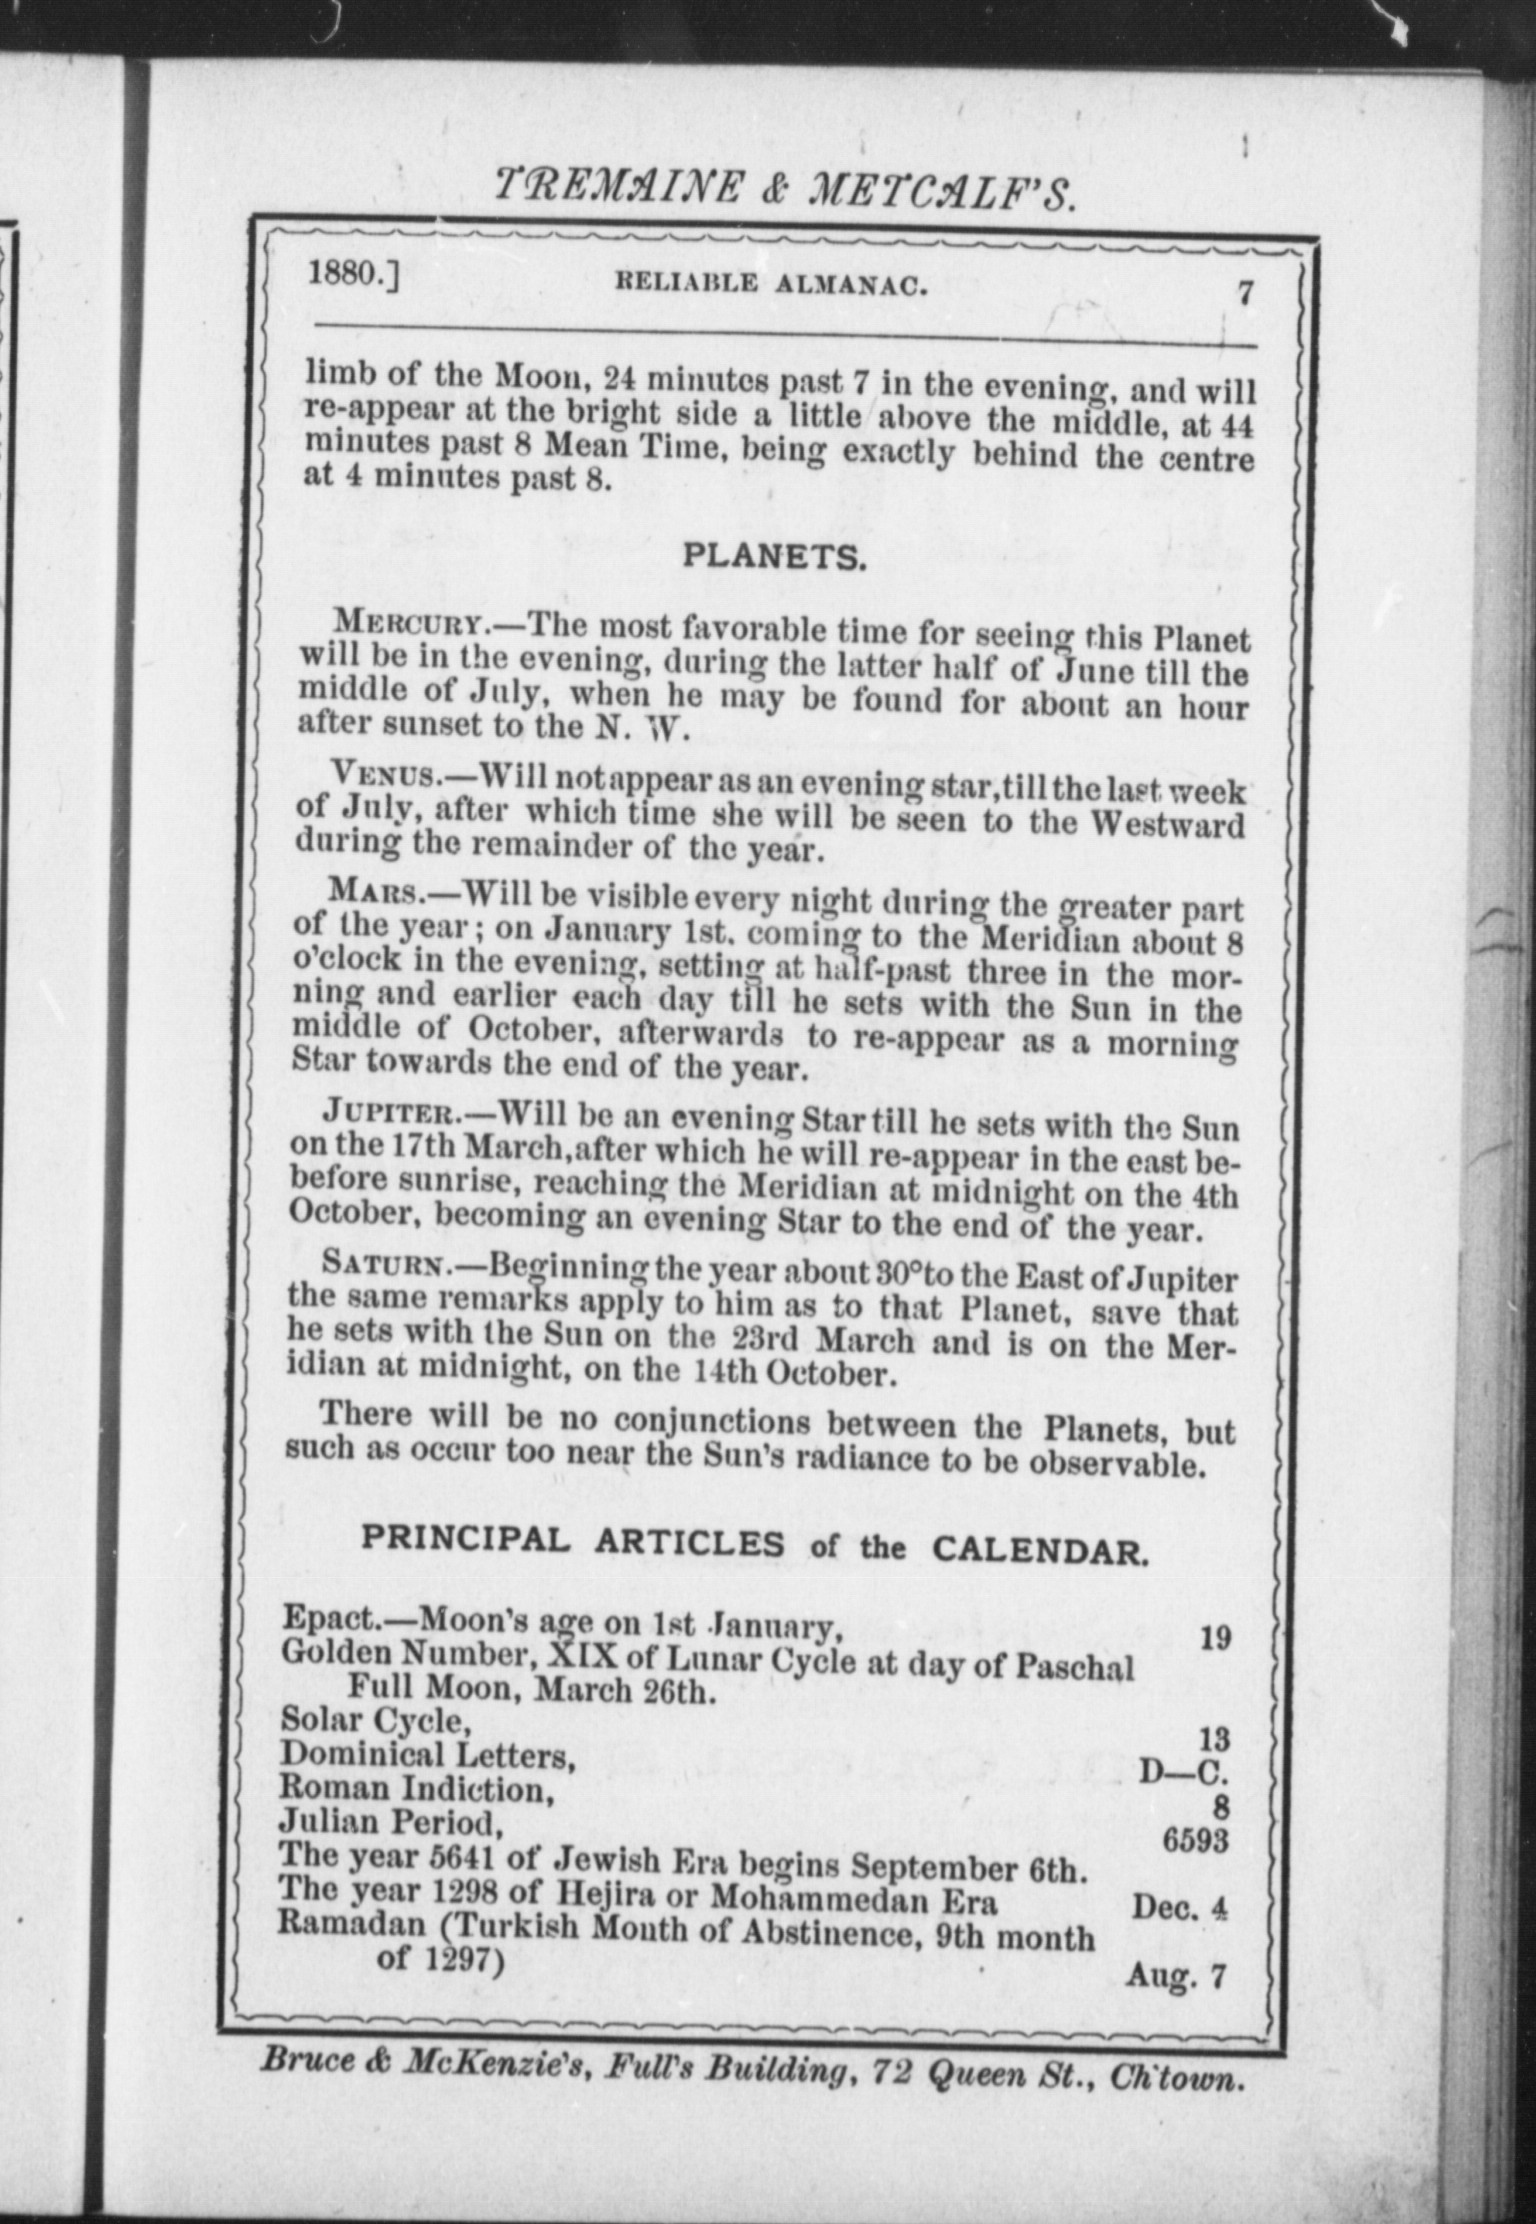 TREMAINE & METCALF'S.
1880.] RELIABLE ALMANAC. 7
limb of the Moon, 24 minutes past 7 in the evening, and will
re-appear at the bright side a little above the middle, at 44
minutes past 8 Mean Time, being exactly behind the centre
at 4 minutes past 8.
PLANETS.
MERCURY.—The most favorable time for seeing this Planet
will be in the evening, during the latter half of June till the
middle of July, when he may be found for about an hour
after sunset to the N. W.
VENUS.—Will not appear as an evening star, till the last week
of July, after which time she will be seen to the Westward
during the remainder of the year.
MARS.—Will be visible every night during the greater part
of the year; on January 1st. coming to the Meridian about 8
o'clock in the evening, setting at half-past three in the mor-
ning and earlier each day till he sets with the Sun in the
middle of October, afterwards to re-appear as a morning
Star towards the end of the year.
JUPITER.—Will be an evening Star till he sets with the Sun
on the 17th March, after which he will re-appear in the east be-
before sunrise, reaching the Meridian at midnight on the 4th
October, becoming an evening Star to the end of the year.
SATURN.—Beginning the year about 30° to the East of Jupiter
the same remarks apply to him as to that Planet, save that
he sets with the Sun on the 23rd March and is on the Mer-
idian at midnight, on the 14th October.
There will be no conjunctions between the Planets, but
such as occur too near the Sun's radiance to be observable.
PRINCIPAL ARTICLES of the CALENDAR.
Epact.—Moon's age on 1st January, 19
Golden Number, XIX of Lunar Cycle at day of Paschal
Full Moon, March 26th.
Solar Cycle, 13
Dominical Letters, D—C.
Roman Indiction, 8
Julian Period, 6593
The year 5641 of Jewish Era begins September 6th.
The year 1298 of Hejira or Mohammedan Era Dec. 4
Ramadan (Turkish Month of Abstinence, 9th month
of 1297) Aug. 7
Bruce & McKenzie's, Full's Building, 72 Queen St., Ch'town.